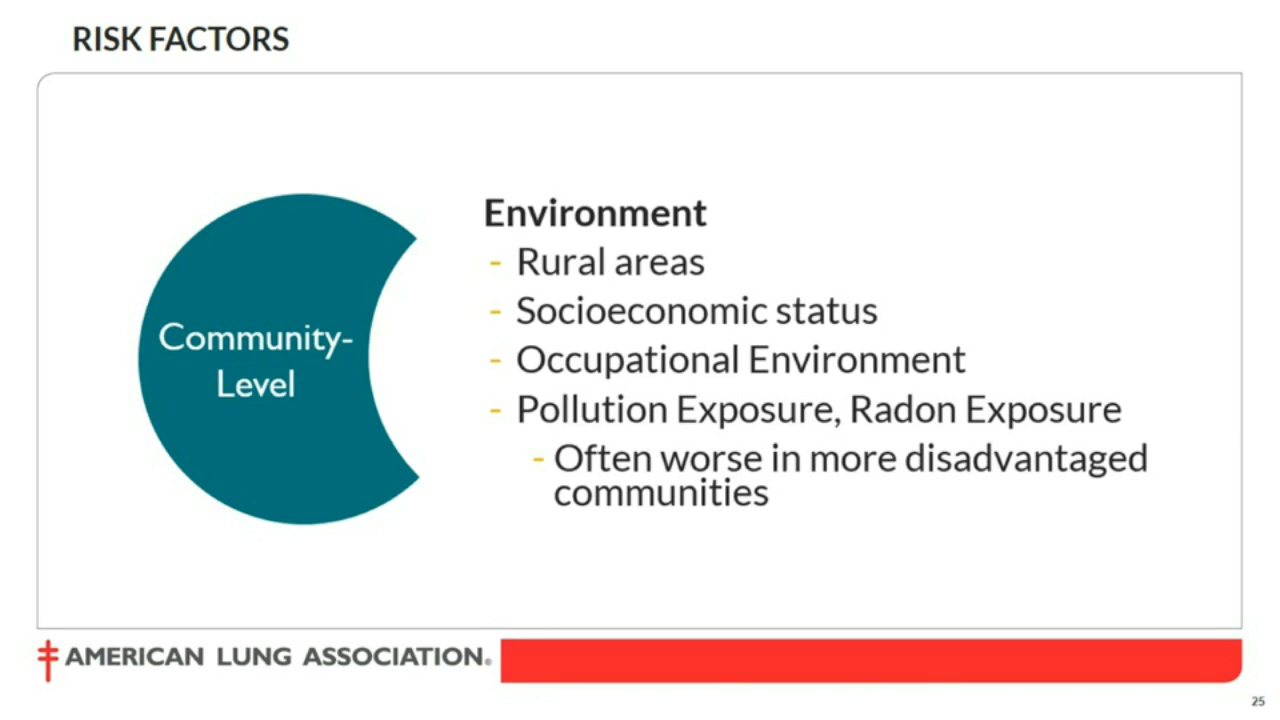 RISK FACTORS
Community-
Level
Environment
- Rural areas
- Socioeconomic status
- Occupational Environment
- Pollution Exposure, Radon Exposure
- Often worse in more disadvantaged
communities
AMERICAN LUNG ASSOCIATION®
25